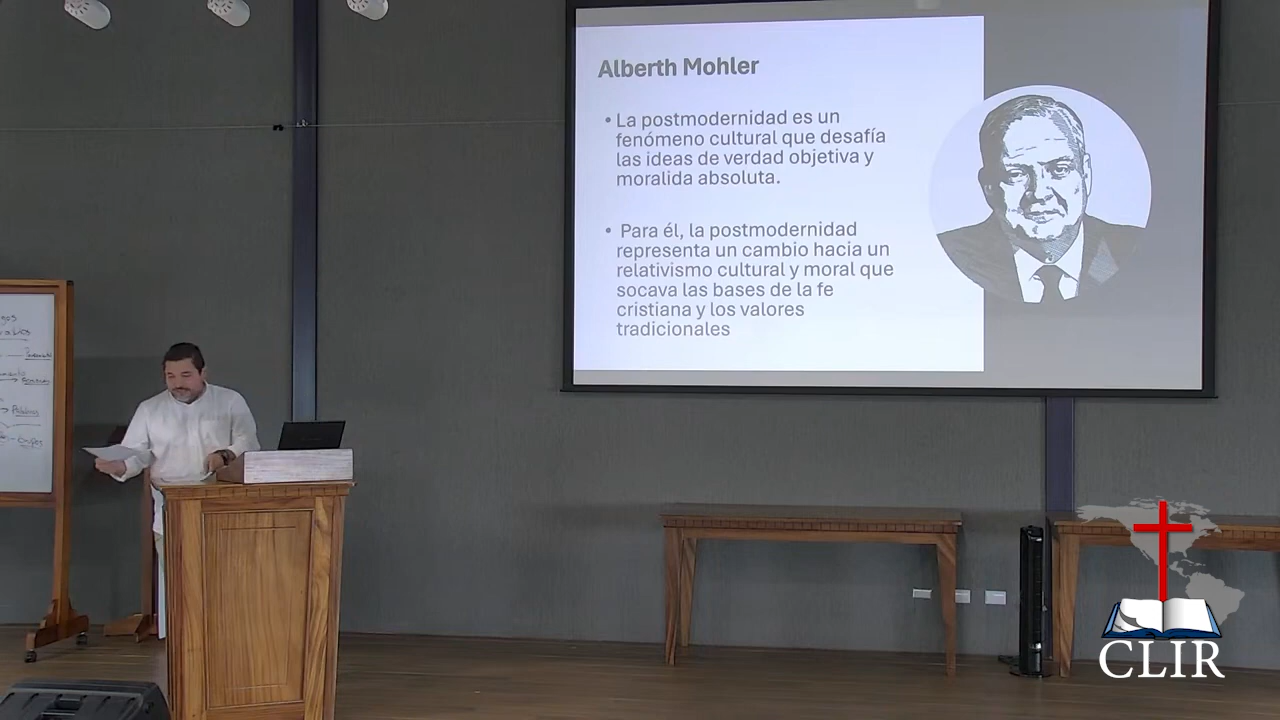 Alberth Mohler
• La postmodernidad es un
fenómeno cultural que desafía
las ideas de verdad objetiva y
moralida absoluta.
• Para él, la postmodernidad
representa un cambio hacia un
relativismo cultural y moral que
socava las bases de la fe
cristiana y los valores
tradicionales
CLIR